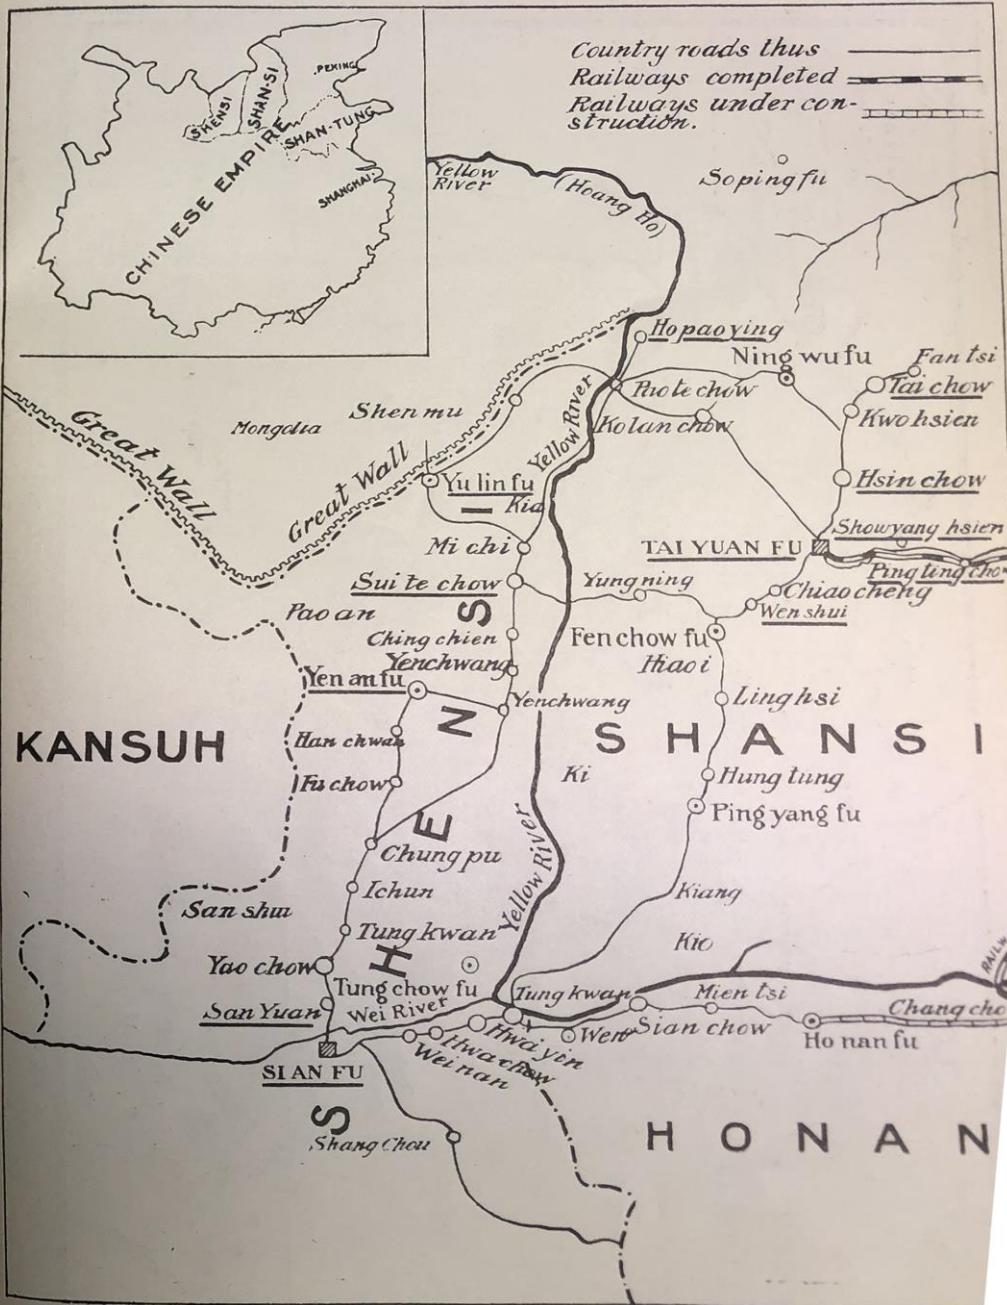 PEKING
SHENSI
SHAN-SI
SHAN-TUNG
SHANGHAI
CHINESE EMPIRE
Country roads thus
Railways completed
Railways under con-
struction.
Yellow
River
(Hoang Ho)
Soping fu
Hopaoying
Ning wu fu
Fan tsi
Tai chow
Paote chow
Kwo hsien
Kolan chow
Shen mu
Mongolia
Great Wall
Great Wall
Yellow River
Yu lin fu
Kia
Hsin chow
Showyang hsien
Mi chi
TAI YUAN FU
Ping ting cho
Sui te chow
Yung ning
Chiao cheng
Wen shui
Pao an
Ching chien
Fen chow fu
Hiao i
Yenchwang
Yen an fu
Yenchwang
Ling hsi
KANSUH
SHENSI
SHANSI
Han chwan
Fu chow
Ki
Hung tung
Ping yang fu
Chung pu
Yellow River
Ichun
Kiang
San shui
Tung kwan
Kio
RAILW
Yao chow
Tung chow fu
Tung kwan
Mien tsi
San Yuan
Wei River
Chang cho
Sian chow
Wen
Ho nan fu
Hwa yin
Hwa chow
Wei nan
SIAN FU
Shang Chou
HONAN